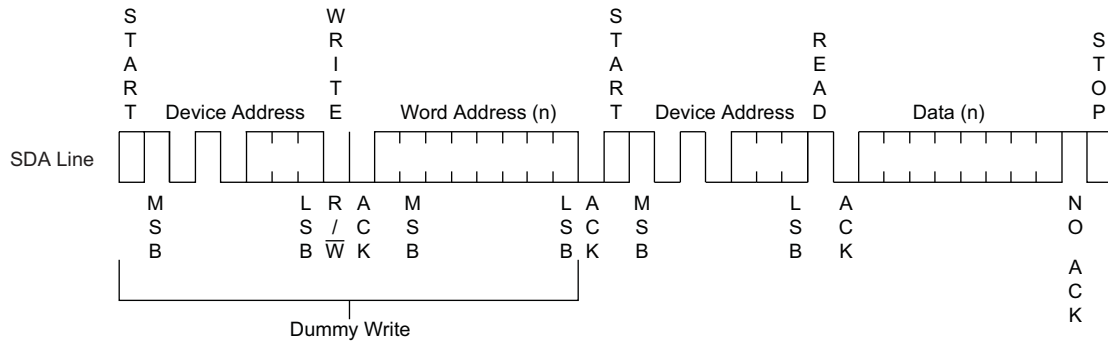 START
WRITE
START
READ
STOP
Device Address
Word Address (n)
Device Address
Data (n)
SDA Line
MSB
LSB
R/W̅
ACK
MSB
LSB
ACK
MSB
LSB
ACK
NO ACK
Dummy Write